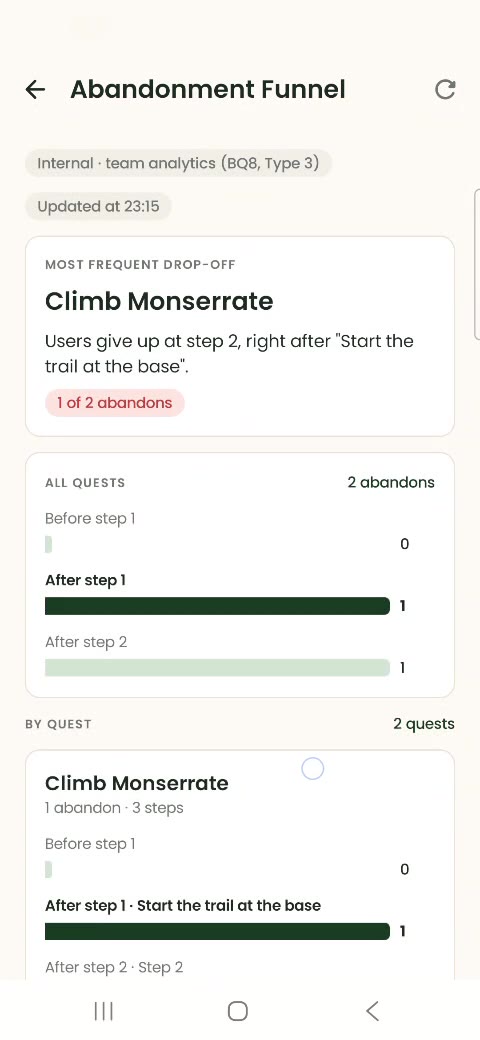 Abandonment Funnel
Internal · team analytics (BQ8, Type 3)
Updated at 23:15
MOST FREQUENT DROP-OFF
Climb Monserrate
Users give up at step 2, right after "Start the
trail at the base".
1 of 2 abandons
ALL QUESTS 2 abandons
Before step 1
0
After step 1
1
After step 2
1
BY QUEST 2 quests
Climb Monserrate
1 abandon · 3 steps
Before step 1
0
After step 1 · Start the trail at the base
1
After step 2 · Step 2